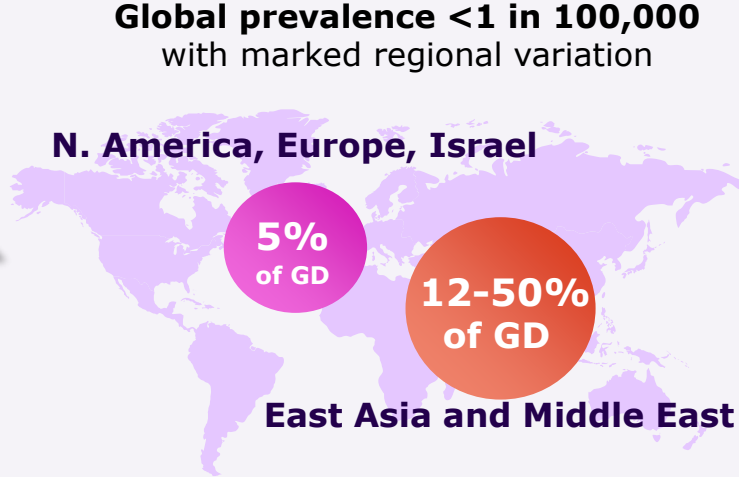 Global prevalence <1 in 100,000
with marked regional variation
N. America, Europe, Israel
5%
of GD
12-50%
of GD
East Asia and Middle East